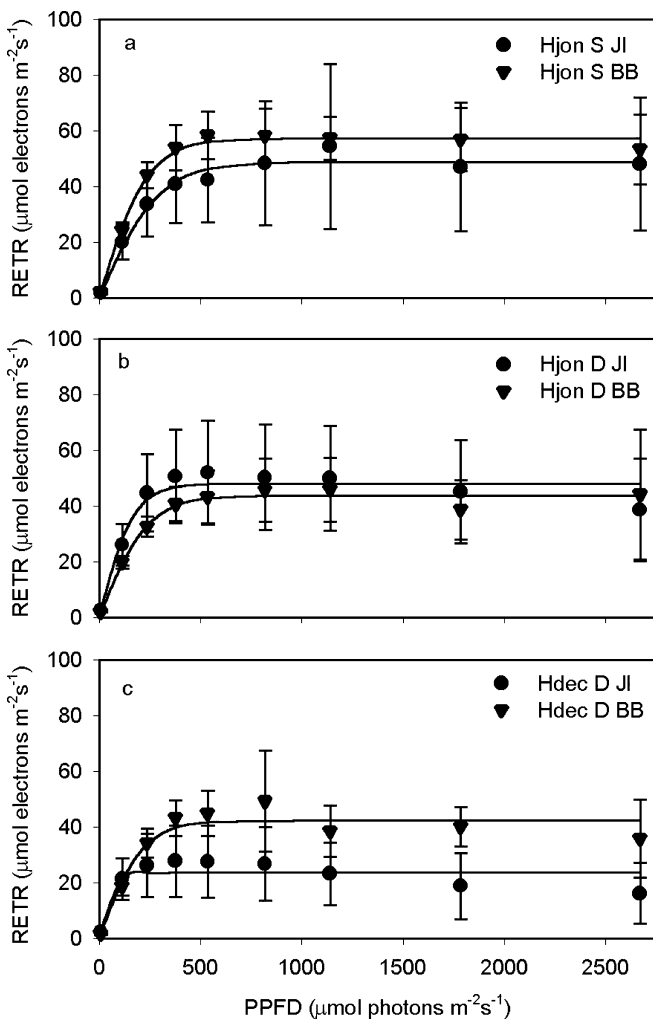 a
Hjon S JI
Hjon S BB
100
80
60
40
20
0
RETR (μmol electrons m⁻²s⁻¹)
b
Hjon D JI
Hjon D BB
100
80
60
40
20
0
RETR (μmol electrons m⁻²s⁻¹)
c
Hdec D JI
Hdec D BB
100
80
60
40
20
0
RETR (μmol electrons m⁻²s⁻¹)
0 500 1000 1500 2000 2500
PPFD (μmol photons m⁻²s⁻¹)